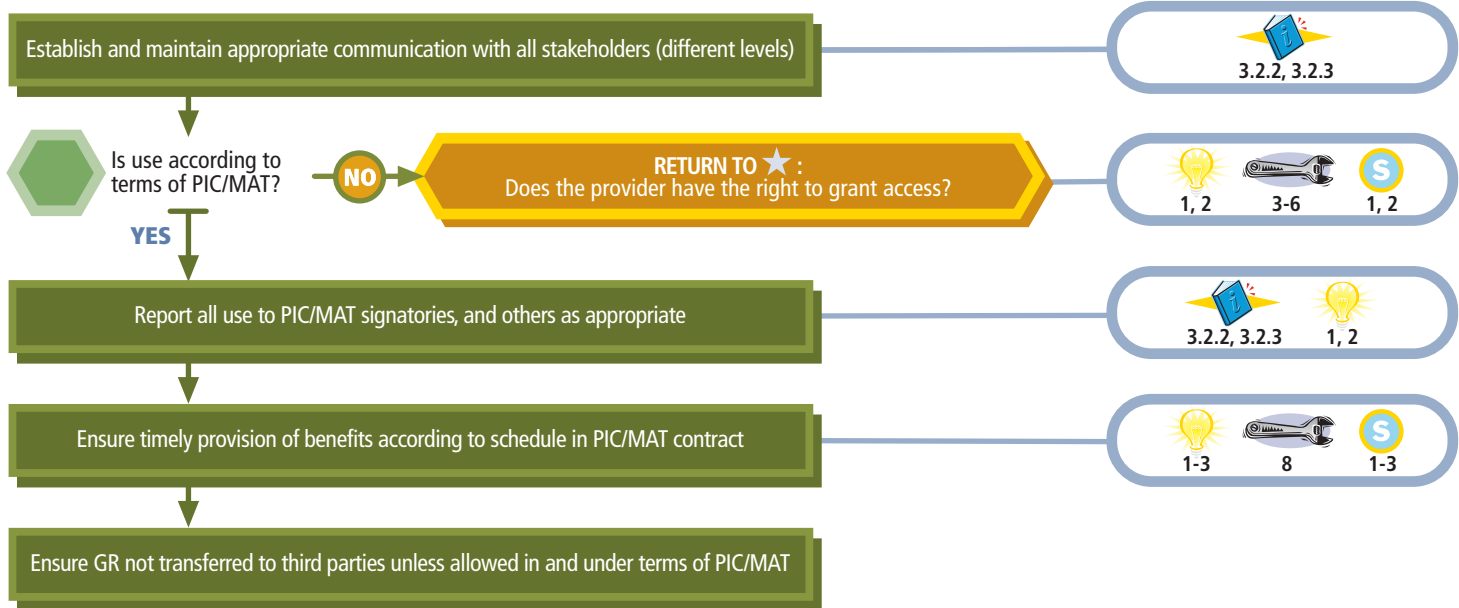 Establish and maintain appropriate communication with all stakeholders (different levels)
3.2.2, 3.2.3
Is use according to
terms of PIC/MAT?
NO
RETURN TO ★ :
Does the provider have the right to grant access?
S
1, 2
3-6
1, 2
YES
Report all use to PIC/MAT signatories, and others as appropriate
3.2.2, 3.2.3
1, 2
Ensure timely provision of benefits according to schedule in PIC/MAT contract
S
1-3
8
1-3
Ensure GR not transferred to third parties unless allowed in and under terms of PIC/MAT